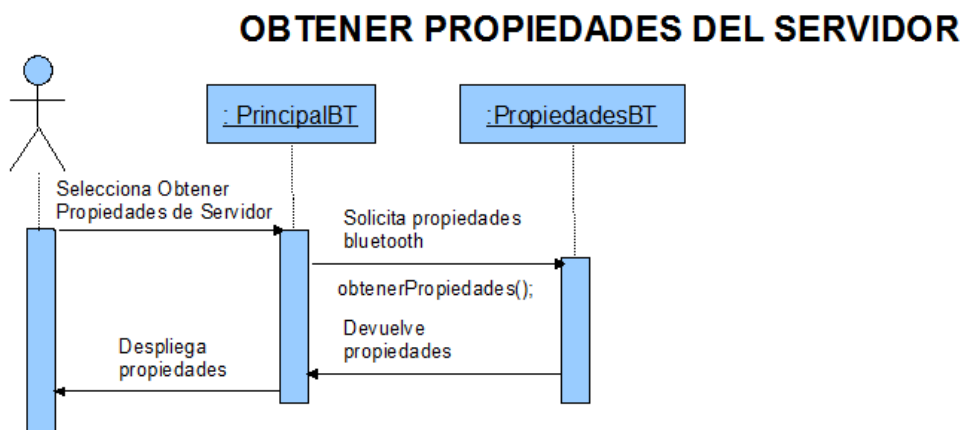 OBTENER PROPIEDADES DEL SERVIDOR
: PrincipalBT
:PropiedadesBT
Selecciona Obtener
Propiedades de Servidor
Solicita propiedades
bluetooth
obtenerPropiedades();
Devuelve
propiedades
Despliega
propiedades